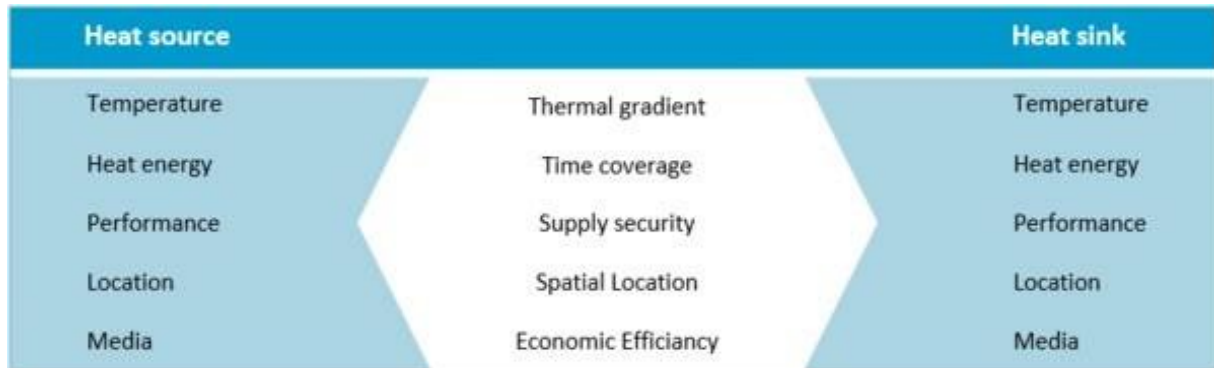 Heat source Heat sink
Temperature Thermal gradient Temperature
Heat energy Time coverage Heat energy
Performance Supply security Performance
Location Spatial Location Location
Media Economic Efficiancy Media